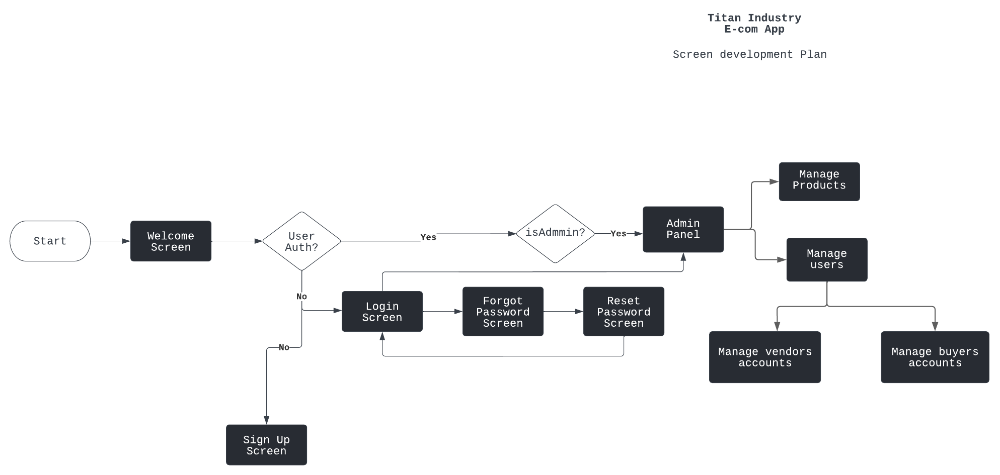 Titan Industry
E-com App
Screen development Plan
Start
Welcome
Screen
User
Auth?
Yes
isAdmmin?
Yes
Admin
Panel
Manage
Products
Manage
users
Manage vendors
accounts
Manage buyers
accounts
No
Login
Screen
Forgot
Password
Screen
Reset
Password
Screen
No
Sign Up
Screen